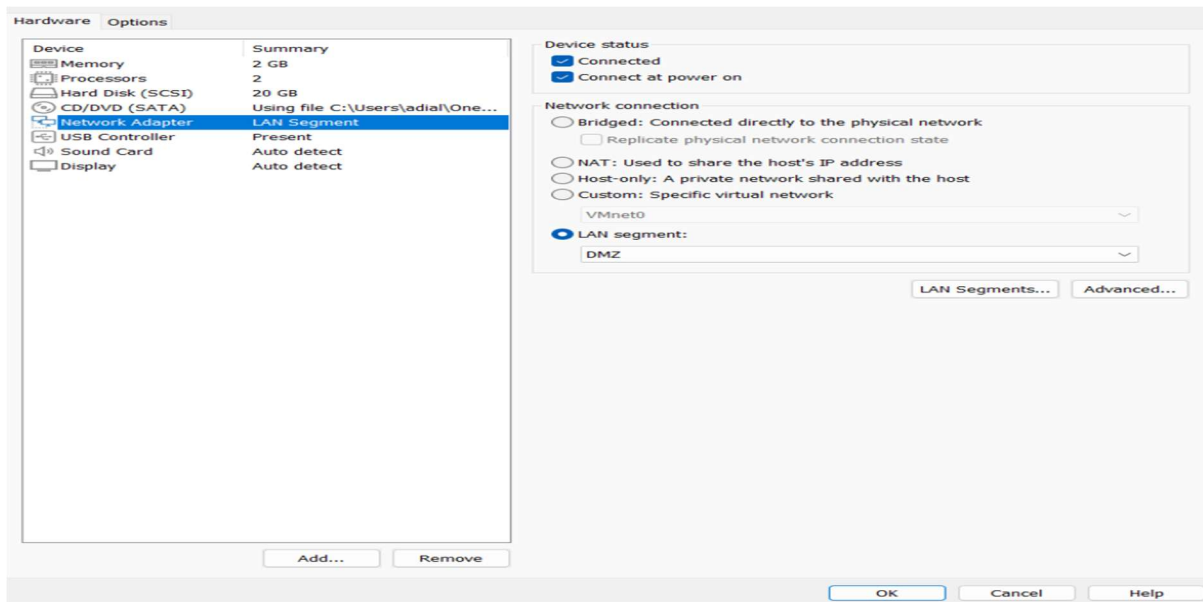 Hardware Options
Device Summary
Memory 2 GB
Processors 2
Hard Disk (SCSI) 20 GB
CD/DVD (SATA) Using file C:\Users\adial\One...
Network Adapter LAN Segment
USB Controller Present
Sound Card Auto detect
Display Auto detect
Add... Remove
Device status
Connected
Connect at power on
Network connection
Bridged: Connected directly to the physical network
Replicate physical network connection state
NAT: Used to share the host's IP address
Host-only: A private network shared with the host
Custom: Specific virtual network
VMnet0
LAN segment:
DMZ
LAN Segments... Advanced...
OK Cancel Help